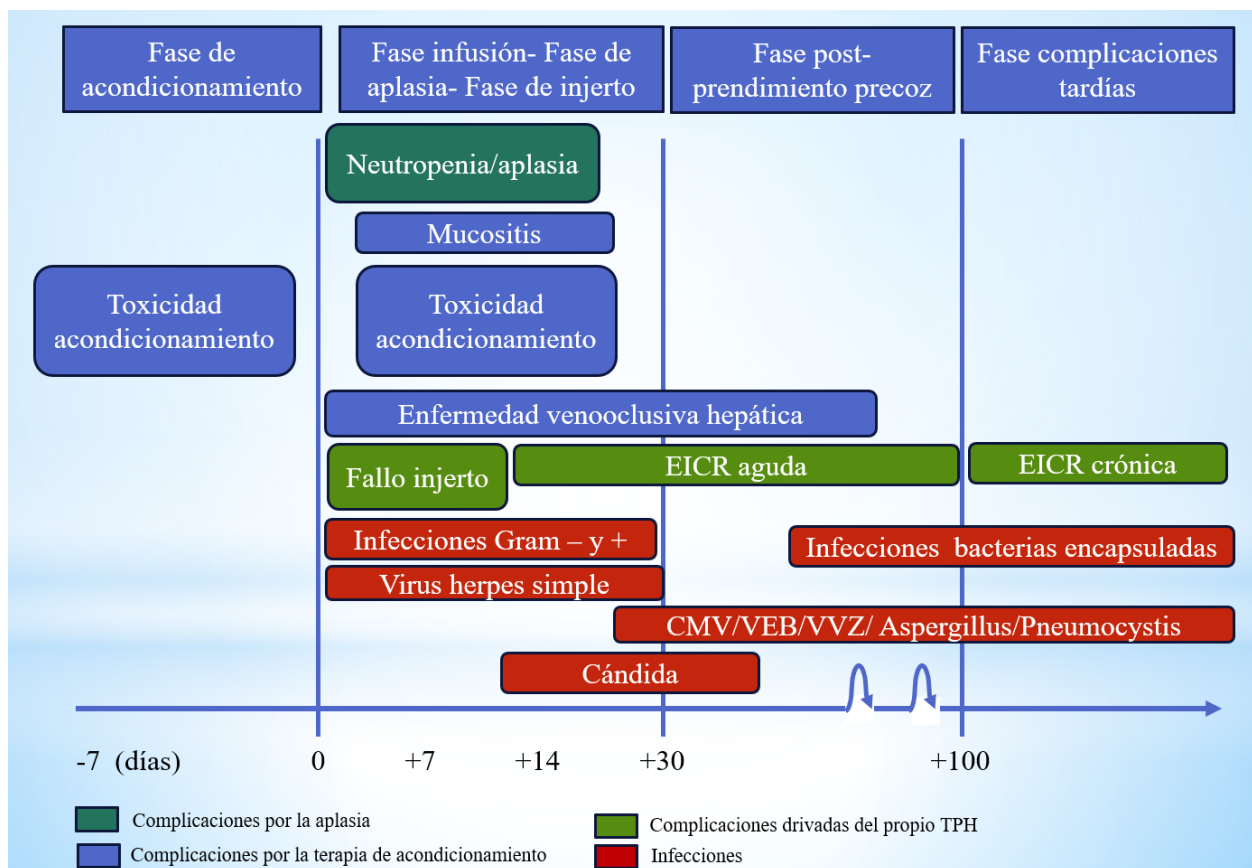 Fase de
acondicionamiento
Fase infusión- Fase de
aplasia- Fase de injerto
Fase post-
prendimiento precoz
Fase complicaciones
tardías
Neutropenia/aplasia
Mucositis
Toxicidad
acondicionamiento
Toxicidad
acondicionamiento
Enfermedad venooclusiva hepática
Fallo injerto
EICR aguda
EICR crónica
Infecciones Gram – y +
Infecciones bacterias encapsuladas
Virus herpes simple
CMV/VEB/VVZ/ Aspergillus/Pneumocystis
Cándida
-7 (días)
0
+7
+14
+30
+100
Complicaciones por la aplasia
Complicaciones drivadas del propio TPH
Complicaciones por la terapia de acondicionamiento
Infecciones